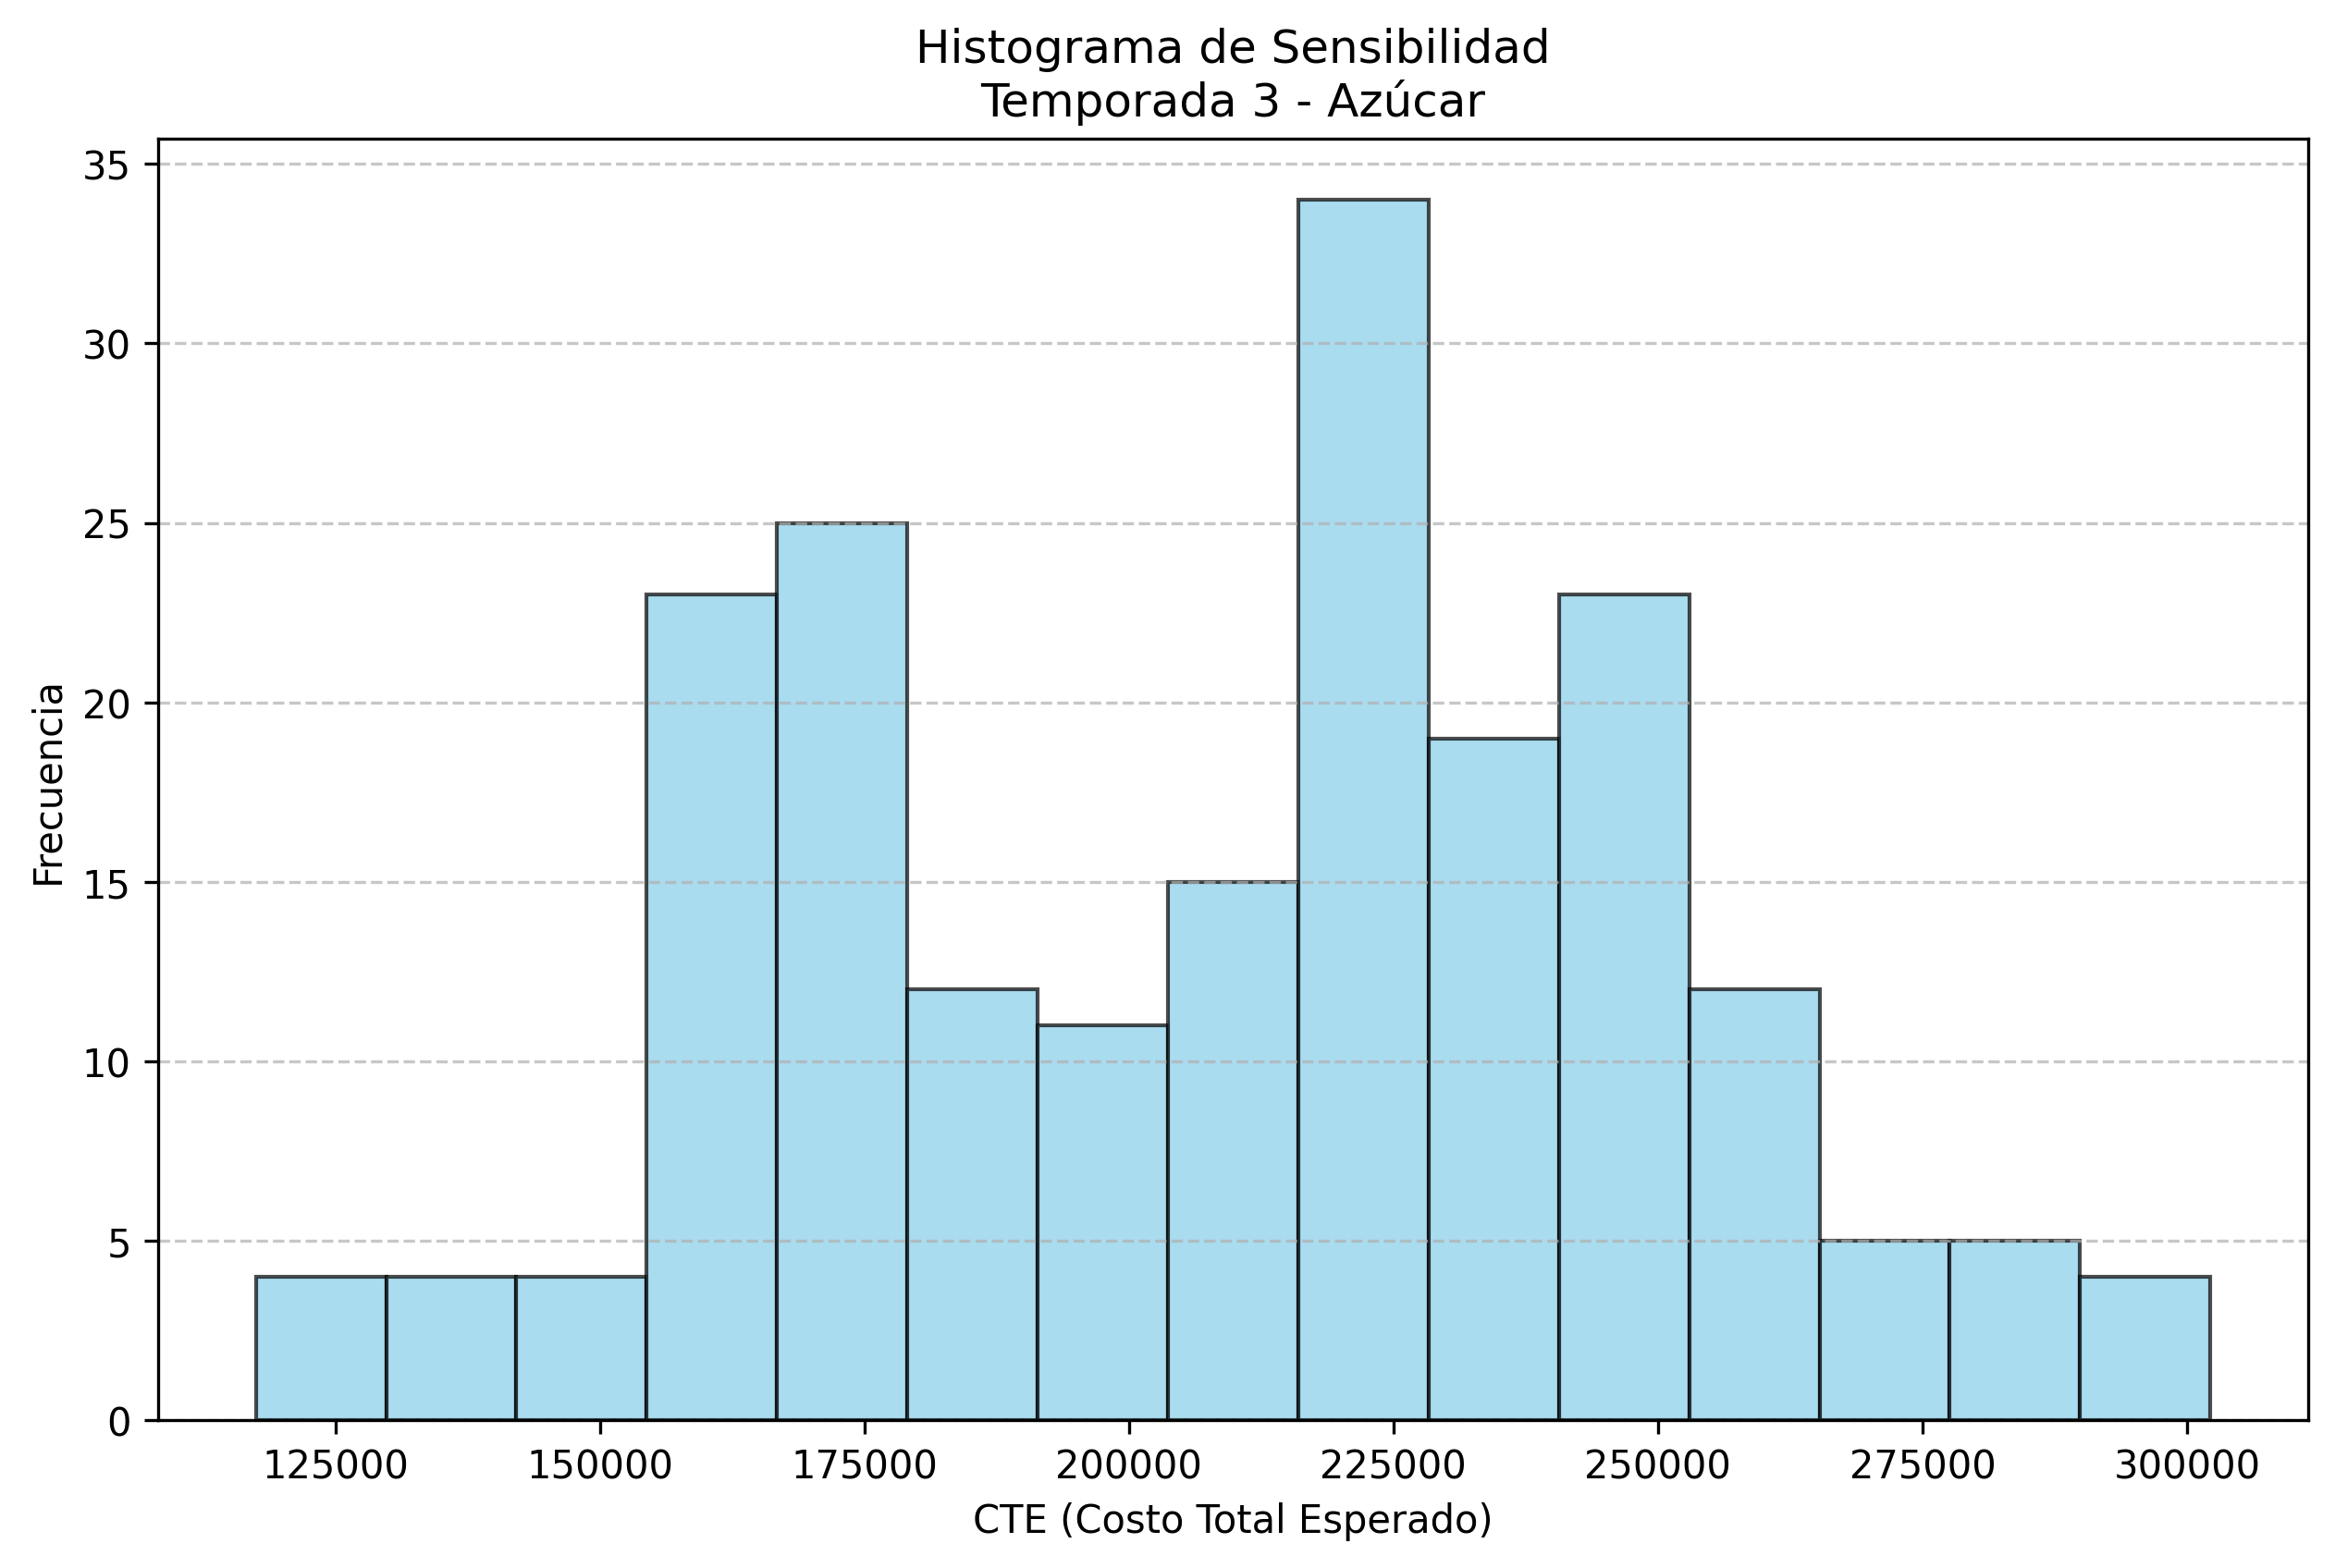 Histograma de Sensibilidad
Temporada 3 - Azúcar
Frecuencia
35
30
25
20
15
10
5
0
125000 150000 175000 200000 225000 250000 275000 300000
CTE (Costo Total Esperado)